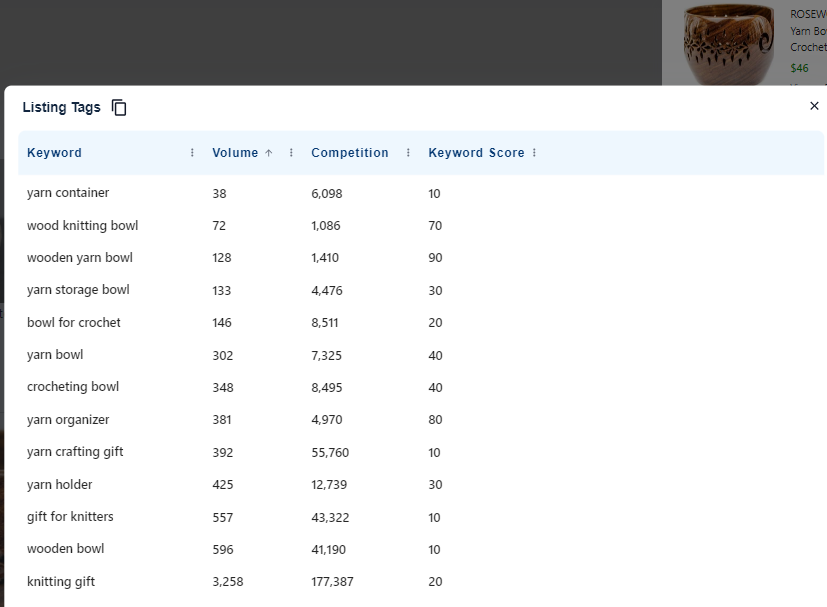 ROSEW
Yarn Bo
Crochet
$46
Listing Tags
Keyword Volume ↑ Competition Keyword Score
yarn container 38 6,098 10
wood knitting bowl 72 1,086 70
wooden yarn bowl 128 1,410 90
yarn storage bowl 133 4,476 30
bowl for crochet 146 8,511 20
yarn bowl 302 7,325 40
crocheting bowl 348 8,495 40
yarn organizer 381 4,970 80
yarn crafting gift 392 55,760 10
yarn holder 425 12,739 30
gift for knitters 557 43,322 10
wooden bowl 596 41,190 10
knitting gift 3,258 177,387 20